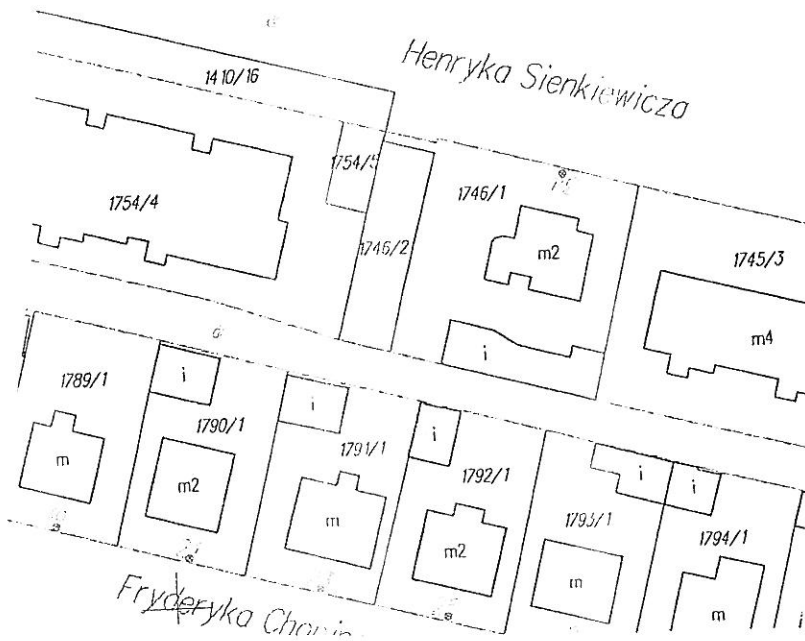 d
Henryka Sienkiewicza
1410/16
1754/5
1746/1
1754/4
1746/2
m2
1745/3
m4
i
d
1789/1
i
1790/1
i
1791/1
i
1792/1
i
i
m
m2
m
m2
1793/1
m
1794/1
m
i
Fryderyka